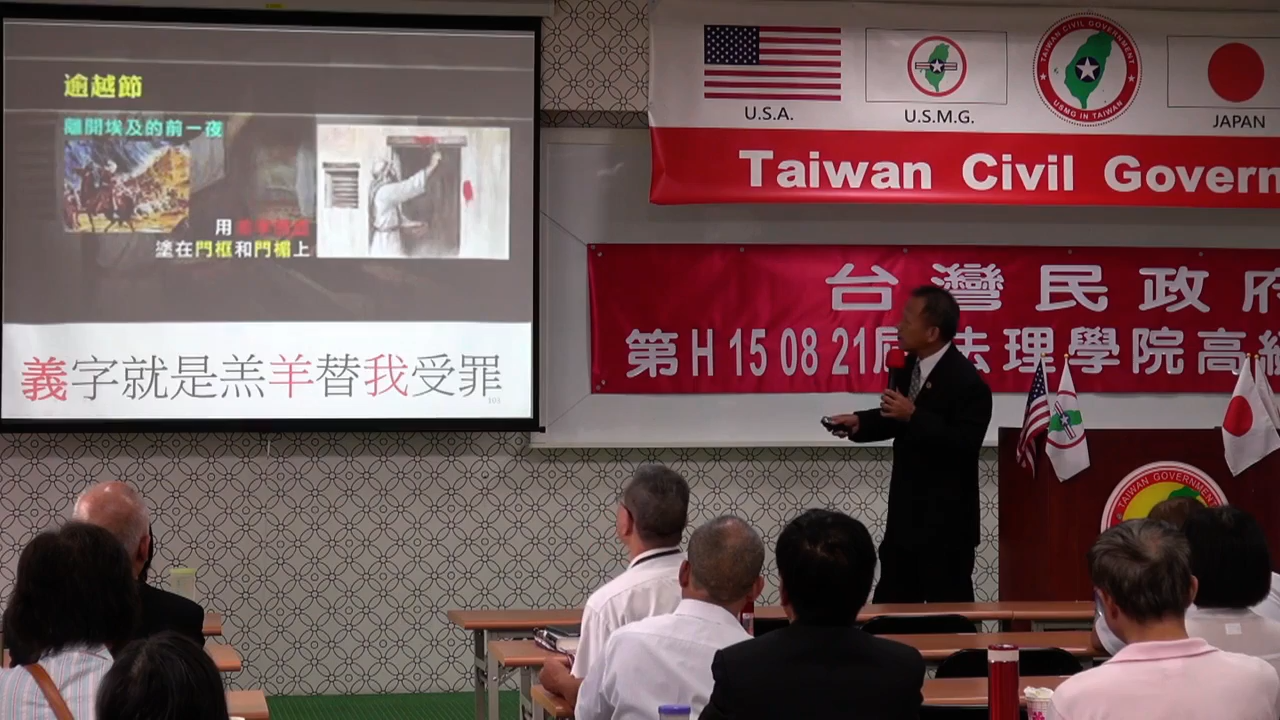 逾越節
離開埃及的前一夜
用
塗在門框和門楣上
義字就是羔羊替我受罪
101
U.S.A.
U.S.M.G.
TAIWAN CIVIL GOVERNMENT
USMG IN TAIWAN
JAPAN
Taiwan Civil Govern
台灣民政府
第H 15 08 21屆法理學院高級
TAIWAN GOVERNMENT